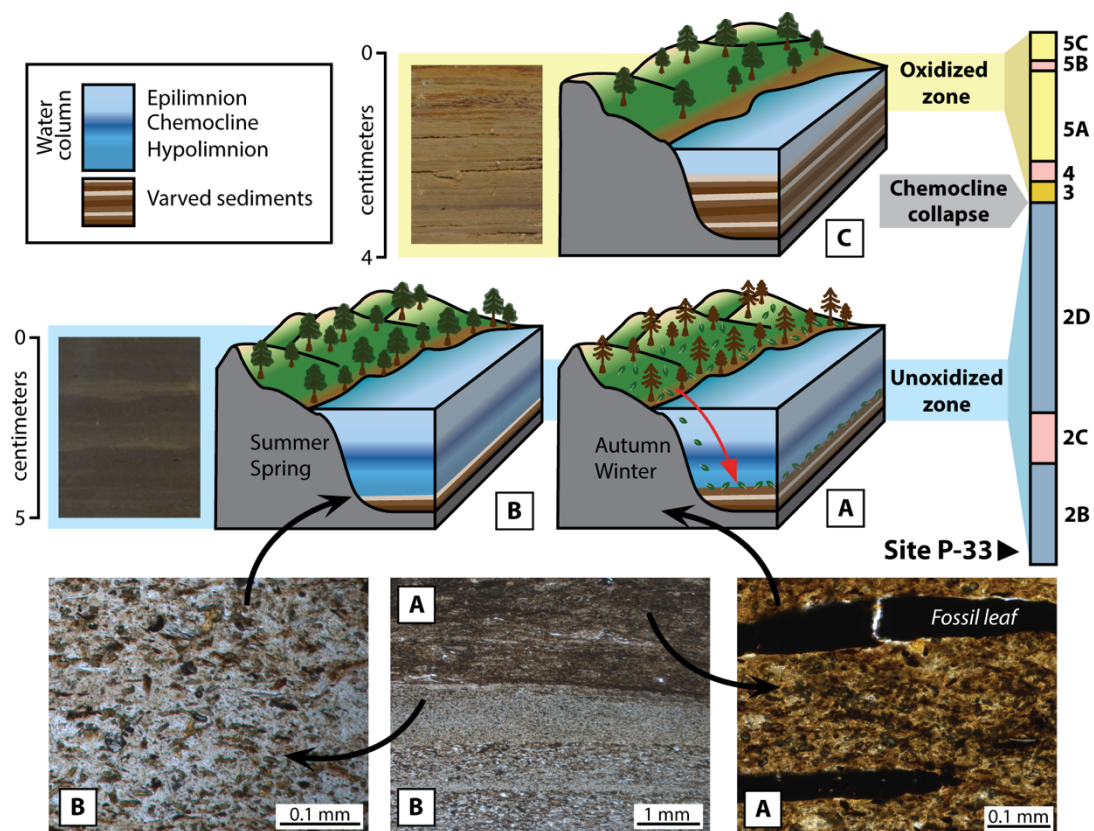 Water
column
Epilimnion
Chemocline
Hypolimnion
Varved sediments
0
centimeters
4
C
Oxidized
zone
Chemocline
collapse
5C
5B
5A
4
3
2D
2C
2B
0
centimeters
5
Summer
Spring
B
Autumn
Winter
A
Unoxidized
zone
Site P-33
B
0.1 mm
A
B
1 mm
Fossil leaf
A
0.1 mm